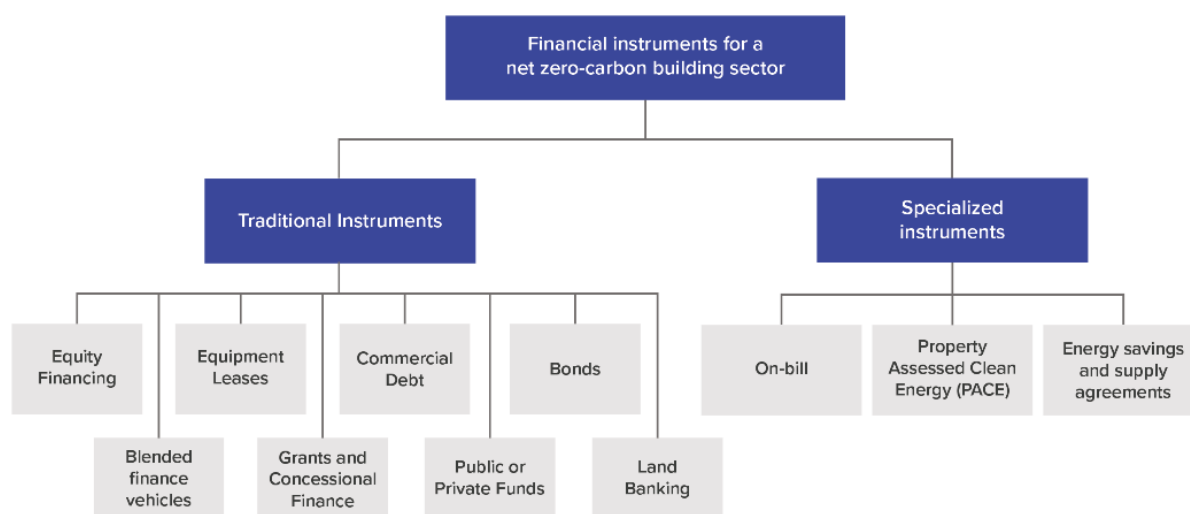 Financial instruments for a
net zero-carbon building sector
Traditional Instruments
Specialized
instruments
Equity
Financing
Equipment
Leases
Commercial
Debt
Bonds
On-bill
Property
Assessed Clean
Energy (PACE)
Energy savings
and supply
agreements
Blended
finance
vehicles
Grants and
Concessional
Finance
Public or
Private Funds
Land
Banking